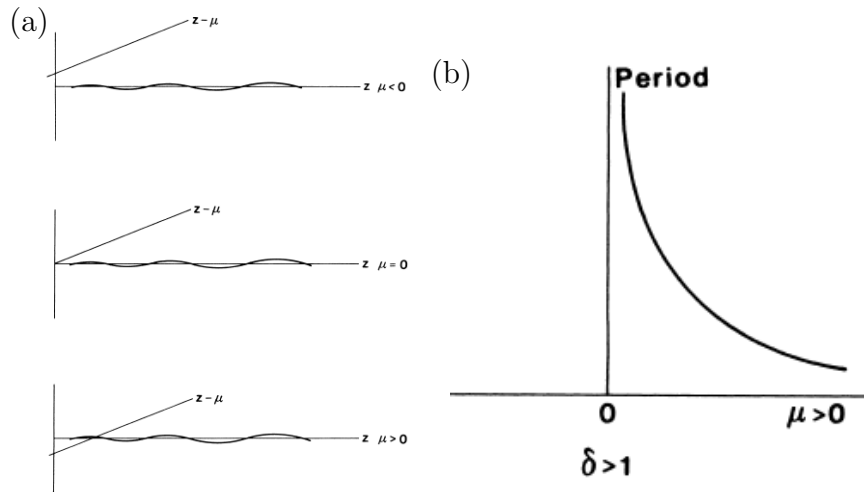 (a)
z – μ
z μ < 0
z – μ
z μ = 0
z – μ
z μ > 0
(b)
Period
0
μ > 0
δ > 1